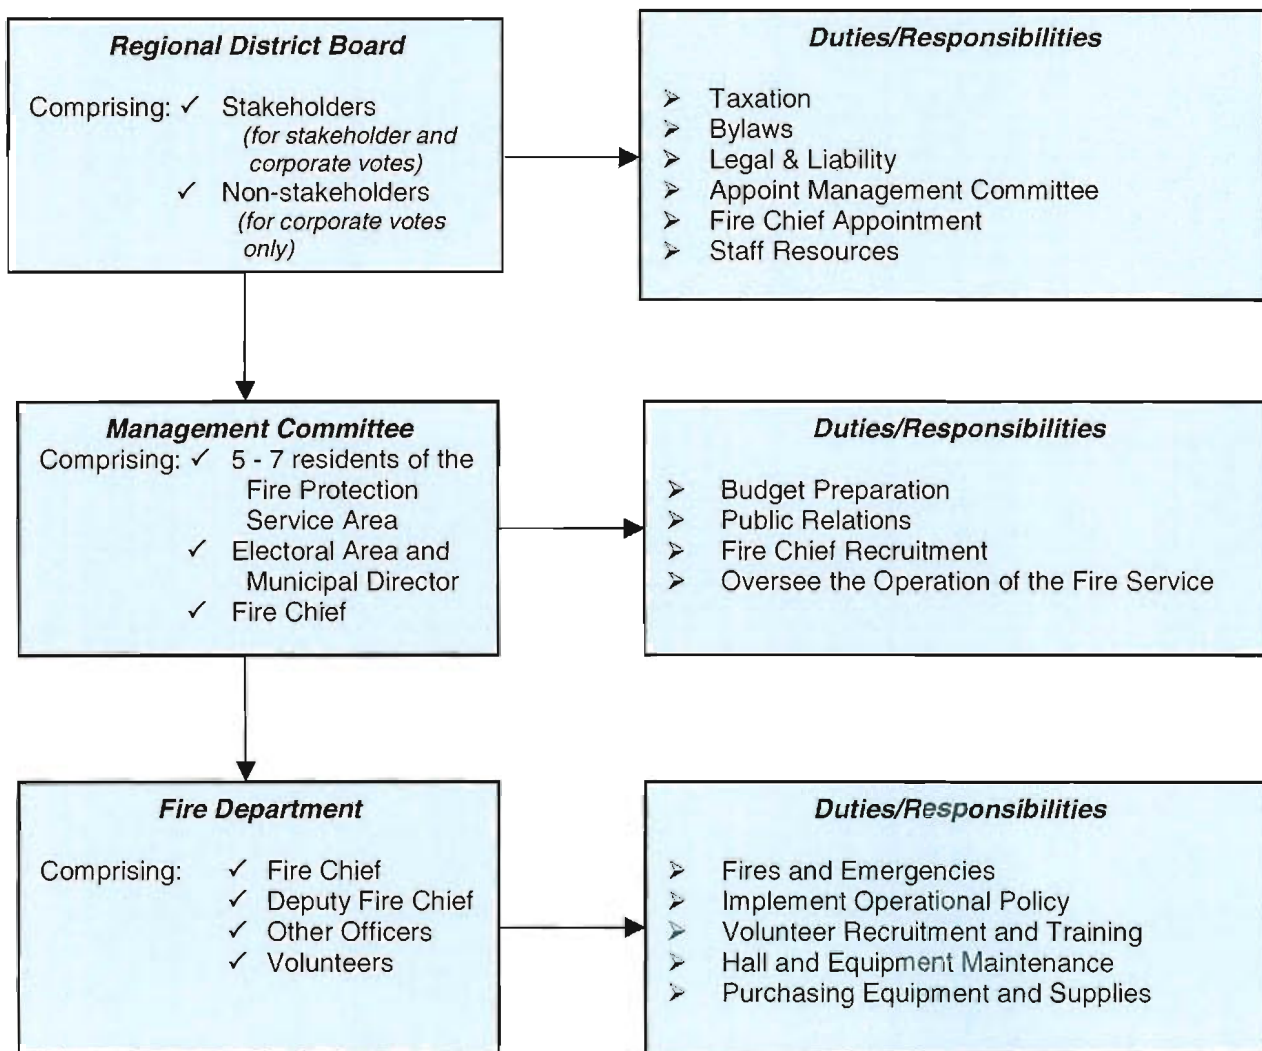 Regional District Board
Comprising: ✓ Stakeholders
(for stakeholder and
corporate votes)
✓ Non-stakeholders
(for corporate votes
only)
Duties/Responsibilities
➢ Taxation
➢ Bylaws
➢ Legal & Liability
➢ Appoint Management Committee
➢ Fire Chief Appointment
➢ Staff Resources
Management Committee
Comprising: ✓ 5 - 7 residents of the
Fire Protection
Service Area
✓ Electoral Area and
Municipal Director
✓ Fire Chief
Duties/Responsibilities
➢ Budget Preparation
➢ Public Relations
➢ Fire Chief Recruitment
➢ Oversee the Operation of the Fire Service
Fire Department
Comprising: ✓ Fire Chief
✓ Deputy Fire Chief
✓ Other Officers
✓ Volunteers
Duties/Responsibilities
➢ Fires and Emergencies
➢ Implement Operational Policy
➢ Volunteer Recruitment and Training
➢ Hall and Equipment Maintenance
➢ Purchasing Equipment and Supplies